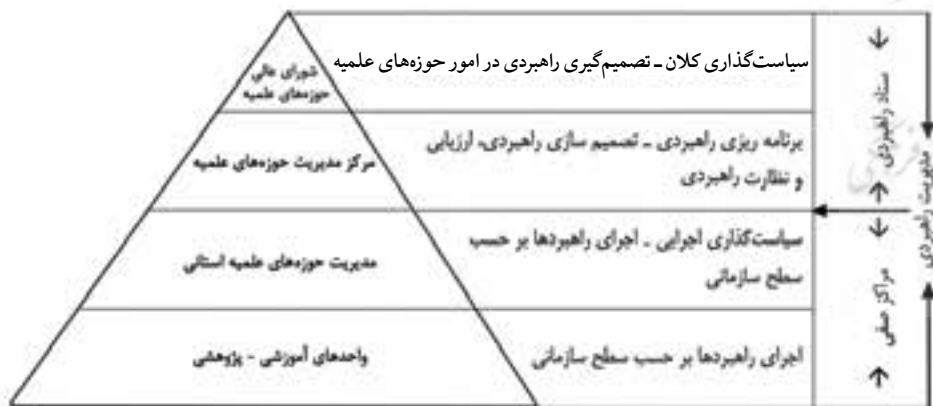 سیاست‌گذاری کلان ـ تصمیم‌گیری راهبردی در امور حوزه‌های علمیه
شورای عالی
حوزه‌های علمیه
برنامه ریزی راهبردی ـ تصمیم سازی راهبردی، ارزیابی
و نظارت راهبردی
مرکز مدیریت حوزه‌های علمیه
سیاست‌گذاری اجرایی ـ اجرای راهبردها بر حسب
سطح سازمانی
مدیریت حوزه‌های علمیه استانی
اجرای راهبردها بر حسب سطح سازمانی
واحدهای آموزشی - پژوهشی
ستاد راهبردی
مراکز صفی
مدیریت راهبردی